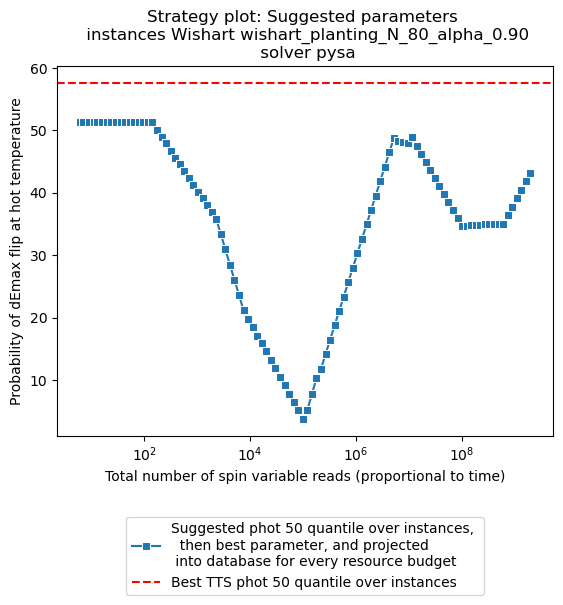 Strategy plot: Suggested parameters
instances Wishart wishart_planting_N_80_alpha_0.90
solver pysa
60
50
40
30
20
10
Probability of dEmax flip at hot temperature
10^2
10^4
10^6
10^8
Total number of spin variable reads (proportional to time)
Suggested phot 50 quantile over instances,
then best parameter, and projected
into database for every resource budget
Best TTS phot 50 quantile over instances